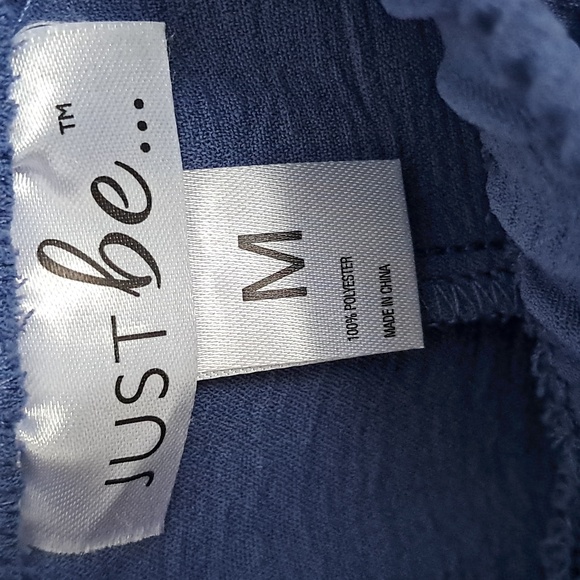 JUST be...™
M
100% POLYESTER
MADE IN CHINA